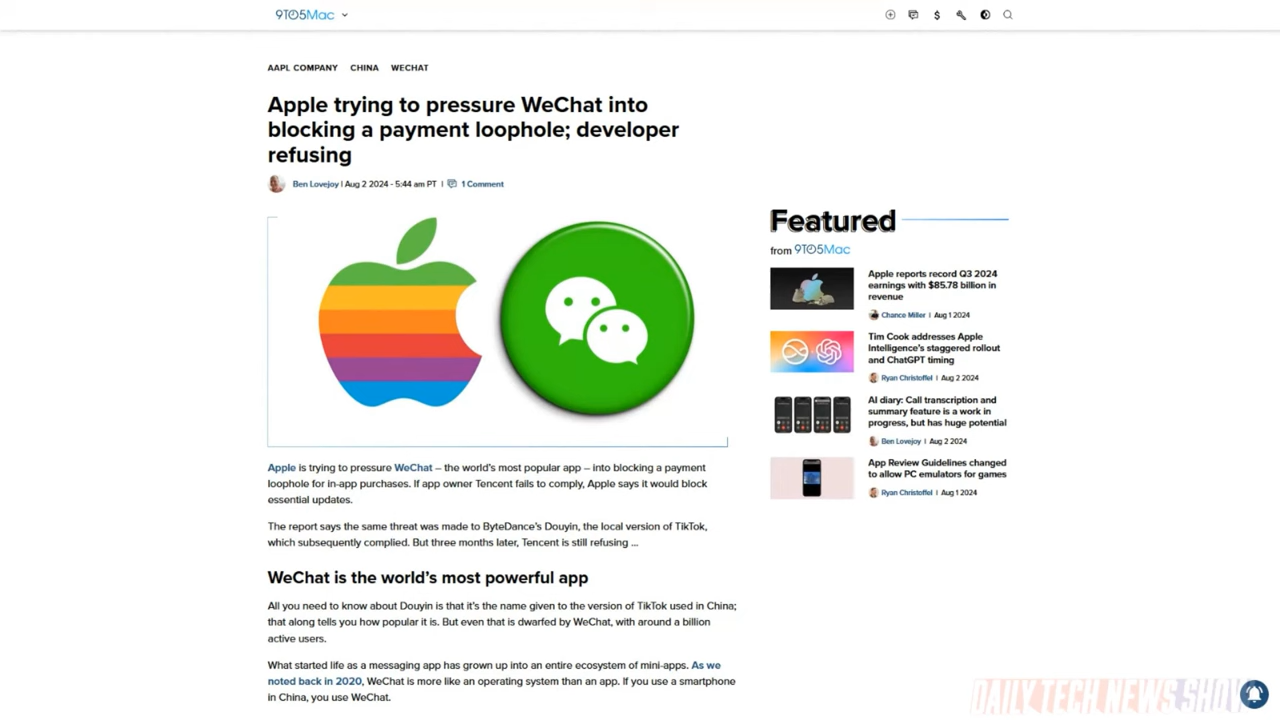 9TO5Mac
AAPL COMPANY CHINA WECHAT
Apple trying to pressure WeChat into
blocking a payment loophole; developer
refusing
Ben Lovejoy | Aug 2 2024 - 5:44 am PT | 1 Comment
Apple is trying to pressure WeChat – the world's most popular app – into blocking a payment
loophole for in-app purchases. If app owner Tencent fails to comply, Apple says it would block
essential updates.
The report says the same threat was made to ByteDance's Douyin, the local version of TikTok,
which subsequently complied. But three months later, Tencent is still refusing ...
WeChat is the world's most powerful app
All you need to know about Douyin is that it's the name given to the version of TikTok used in China;
that along tells you how popular it is. But even that is dwarfed by WeChat, with around a billion
active users.
What started life as a messaging app has grown up into an entire ecosystem of mini-apps. As we
noted back in 2020, WeChat is more like an operating system than an app. If you use a smartphone
in China, you use WeChat.
Featured
from 9TO5Mac
Apple reports record Q3 2024
earnings with $85.78 billion in
revenue
Chance Miller | Aug 1 2024
Tim Cook addresses Apple
Intelligence's staggered rollout
and ChatGPT timing
Ryan Christoffel | Aug 2 2024
AI diary: Call transcription and
summary feature is a work in
progress, but has huge potential
Ben Lovejoy | Aug 2 2024
App Review Guidelines changed
to allow PC emulators for games
Ryan Christoffel | Aug 1 2024
DAILY TECH NEWS SHOW